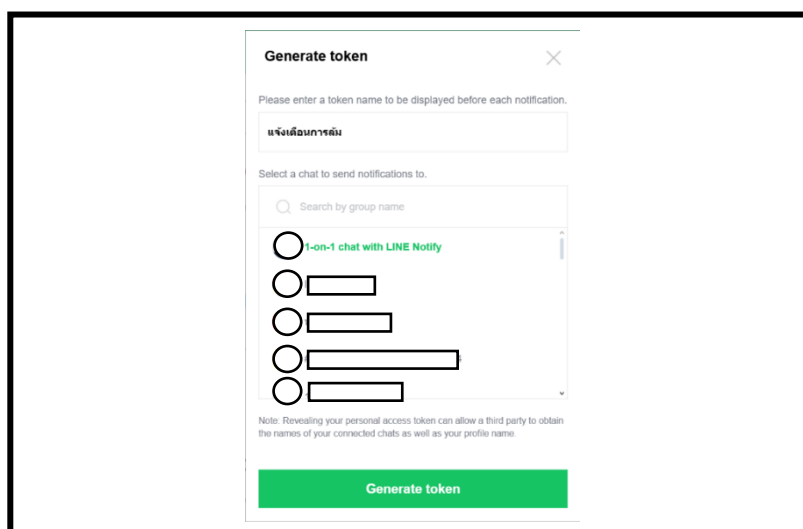 Generate token
Please enter a token name to be displayed before each notification.
แจ้งเตือนการล้ม
Select a chat to send notifications to.
Search by group name
1-on-1 chat with LINE Notify
Note: Revealing your personal access token can allow a third party to obtain
the names of your connected chats as well as your profile name.
Generate token